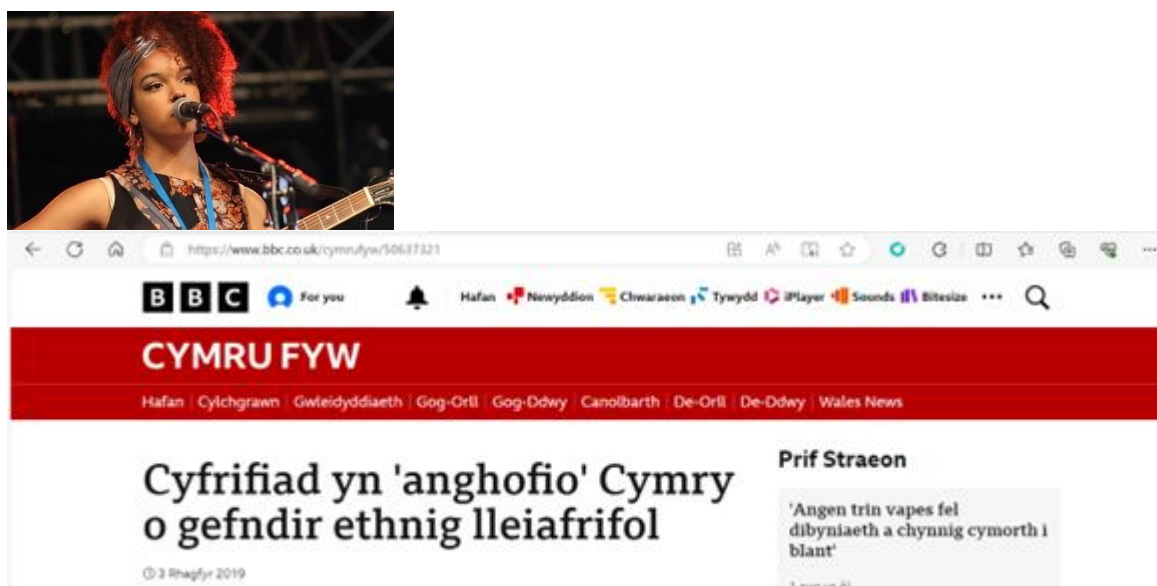 https://www.bbc.co.uk/cymrufyw/50637321
BBC For you Hafan Newyddion Chwaraeon Tywydd iPlayer Sounds Bitesize
CYMRU FYW
Hafan Cylchgrawn Gwleidyddiaeth Gog-Orll Gog-Ddwy Canolbarth De-Orll De-Ddwy Wales News
Cyfrifiad yn 'anghofio' Cymry
o gefndir ethnig lleiafrifol
3 Rhagfyr 2019
Prif Straeon
'Angen trin vapes fel
dibyniaeth a chynnig cymorth i
blant'